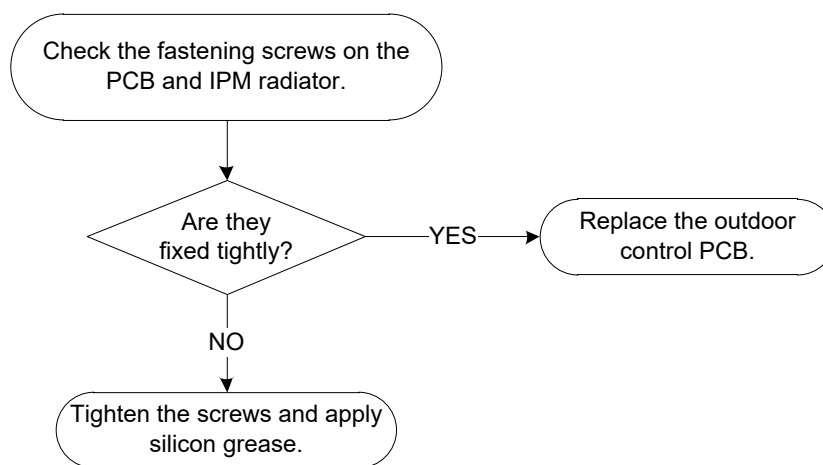 Check the fastening screws on the
PCB and IPM radiator.
Are they
fixed tightly?
YES
Replace the outdoor
control PCB.
NO
Tighten the screws and apply
silicon grease.